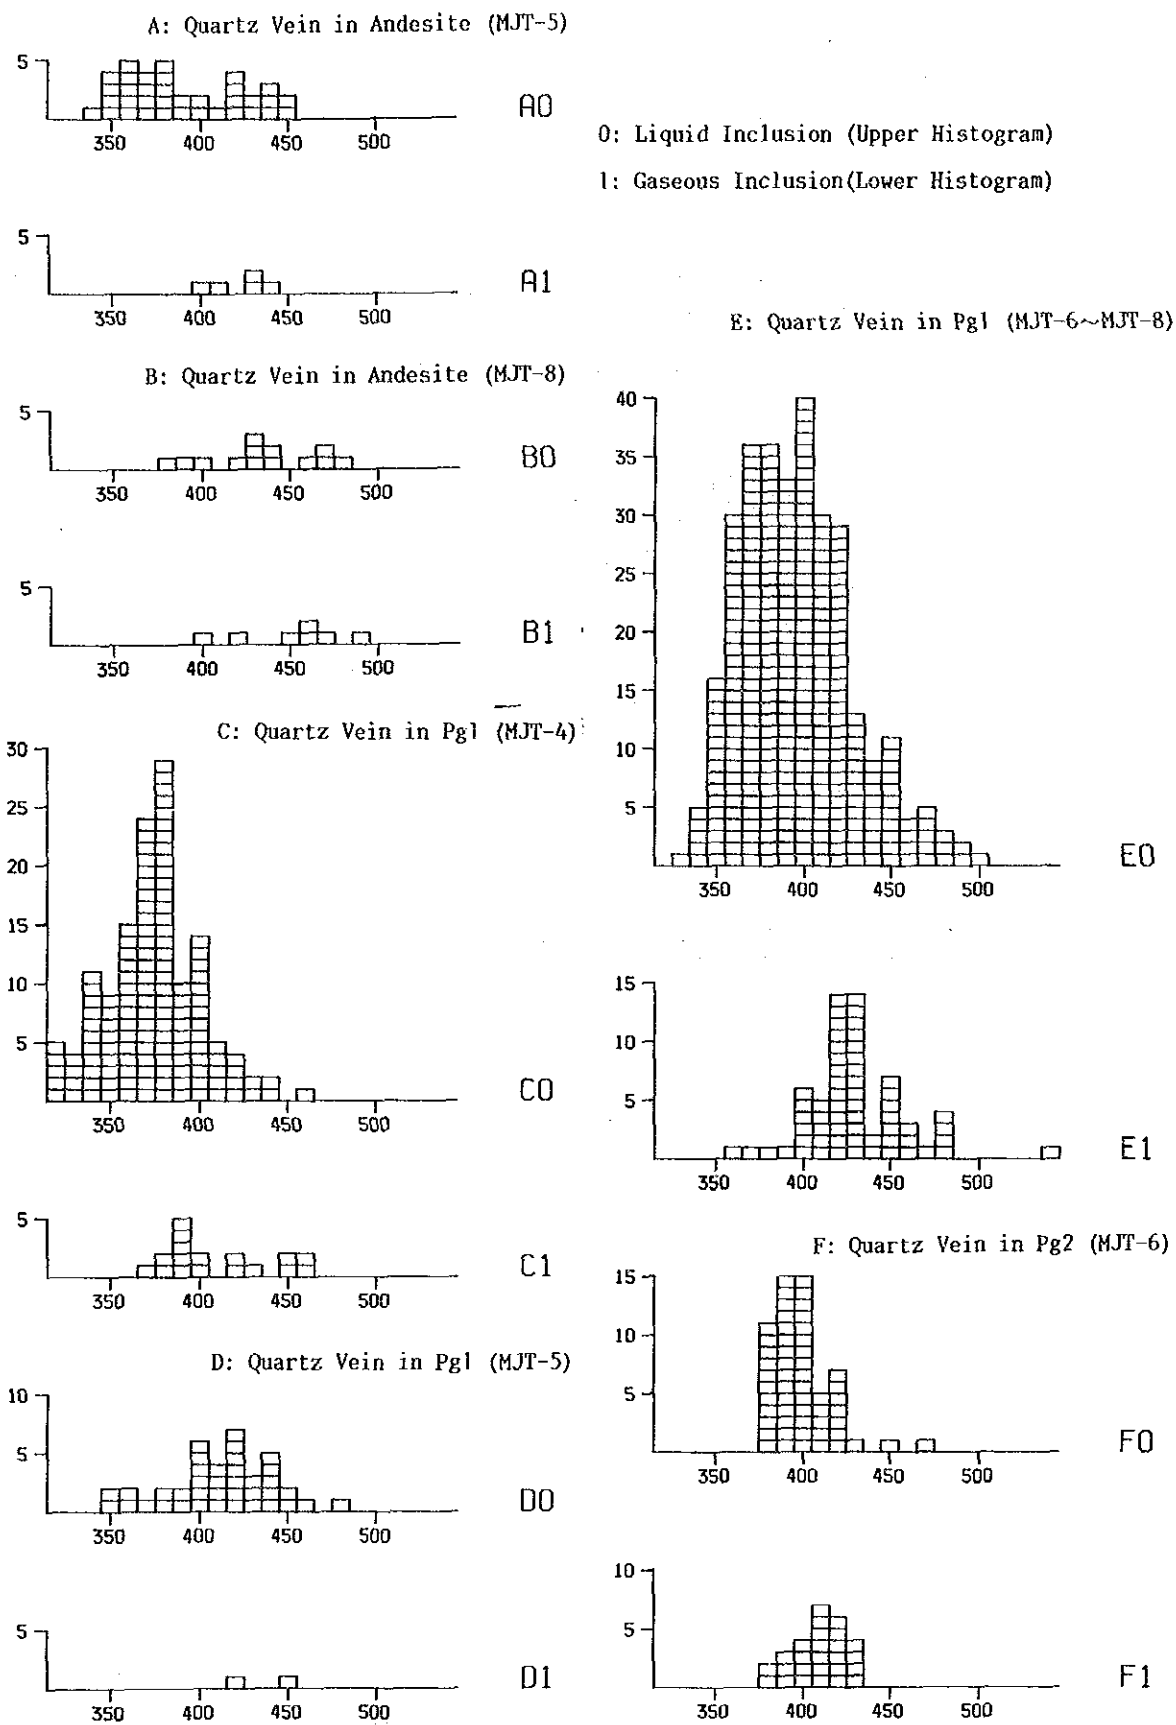 A: Quartz Vein in Andesite (MJT-5)
5
350 400 450 500
A0
0: Liquid Inclusion (Upper Histogram)
1: Gaseous Inclusion(Lower Histogram)
5
350 400 450 500
A1
B: Quartz Vein in Andesite (MJT-8)
5
350 400 450 500
B0
5
350 400 450 500
B1
C: Quartz Vein in Pg1 (MJT-4)
30
25
20
15
10
5
350 400 450 500
C0
5
350 400 450 500
C1
D: Quartz Vein in Pg1 (MJT-5)
10
5
350 400 450 500
D0
5
350 400 450 500
D1
E: Quartz Vein in Pg1 (MJT-6~MJT-8)
40
35
30
25
20
15
10
5
350 400 450 500
E0
15
10
5
350 400 450 500
E1
F: Quartz Vein in Pg2 (MJT-6)
15
10
5
350 400 450 500
F0
10
5
350 400 450 500
F1